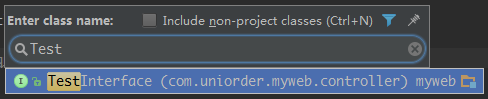 Enter class name: Include non-project classes (Ctrl+N)
Test
TestInterface (com.uniorder.myweb.controller) myweb